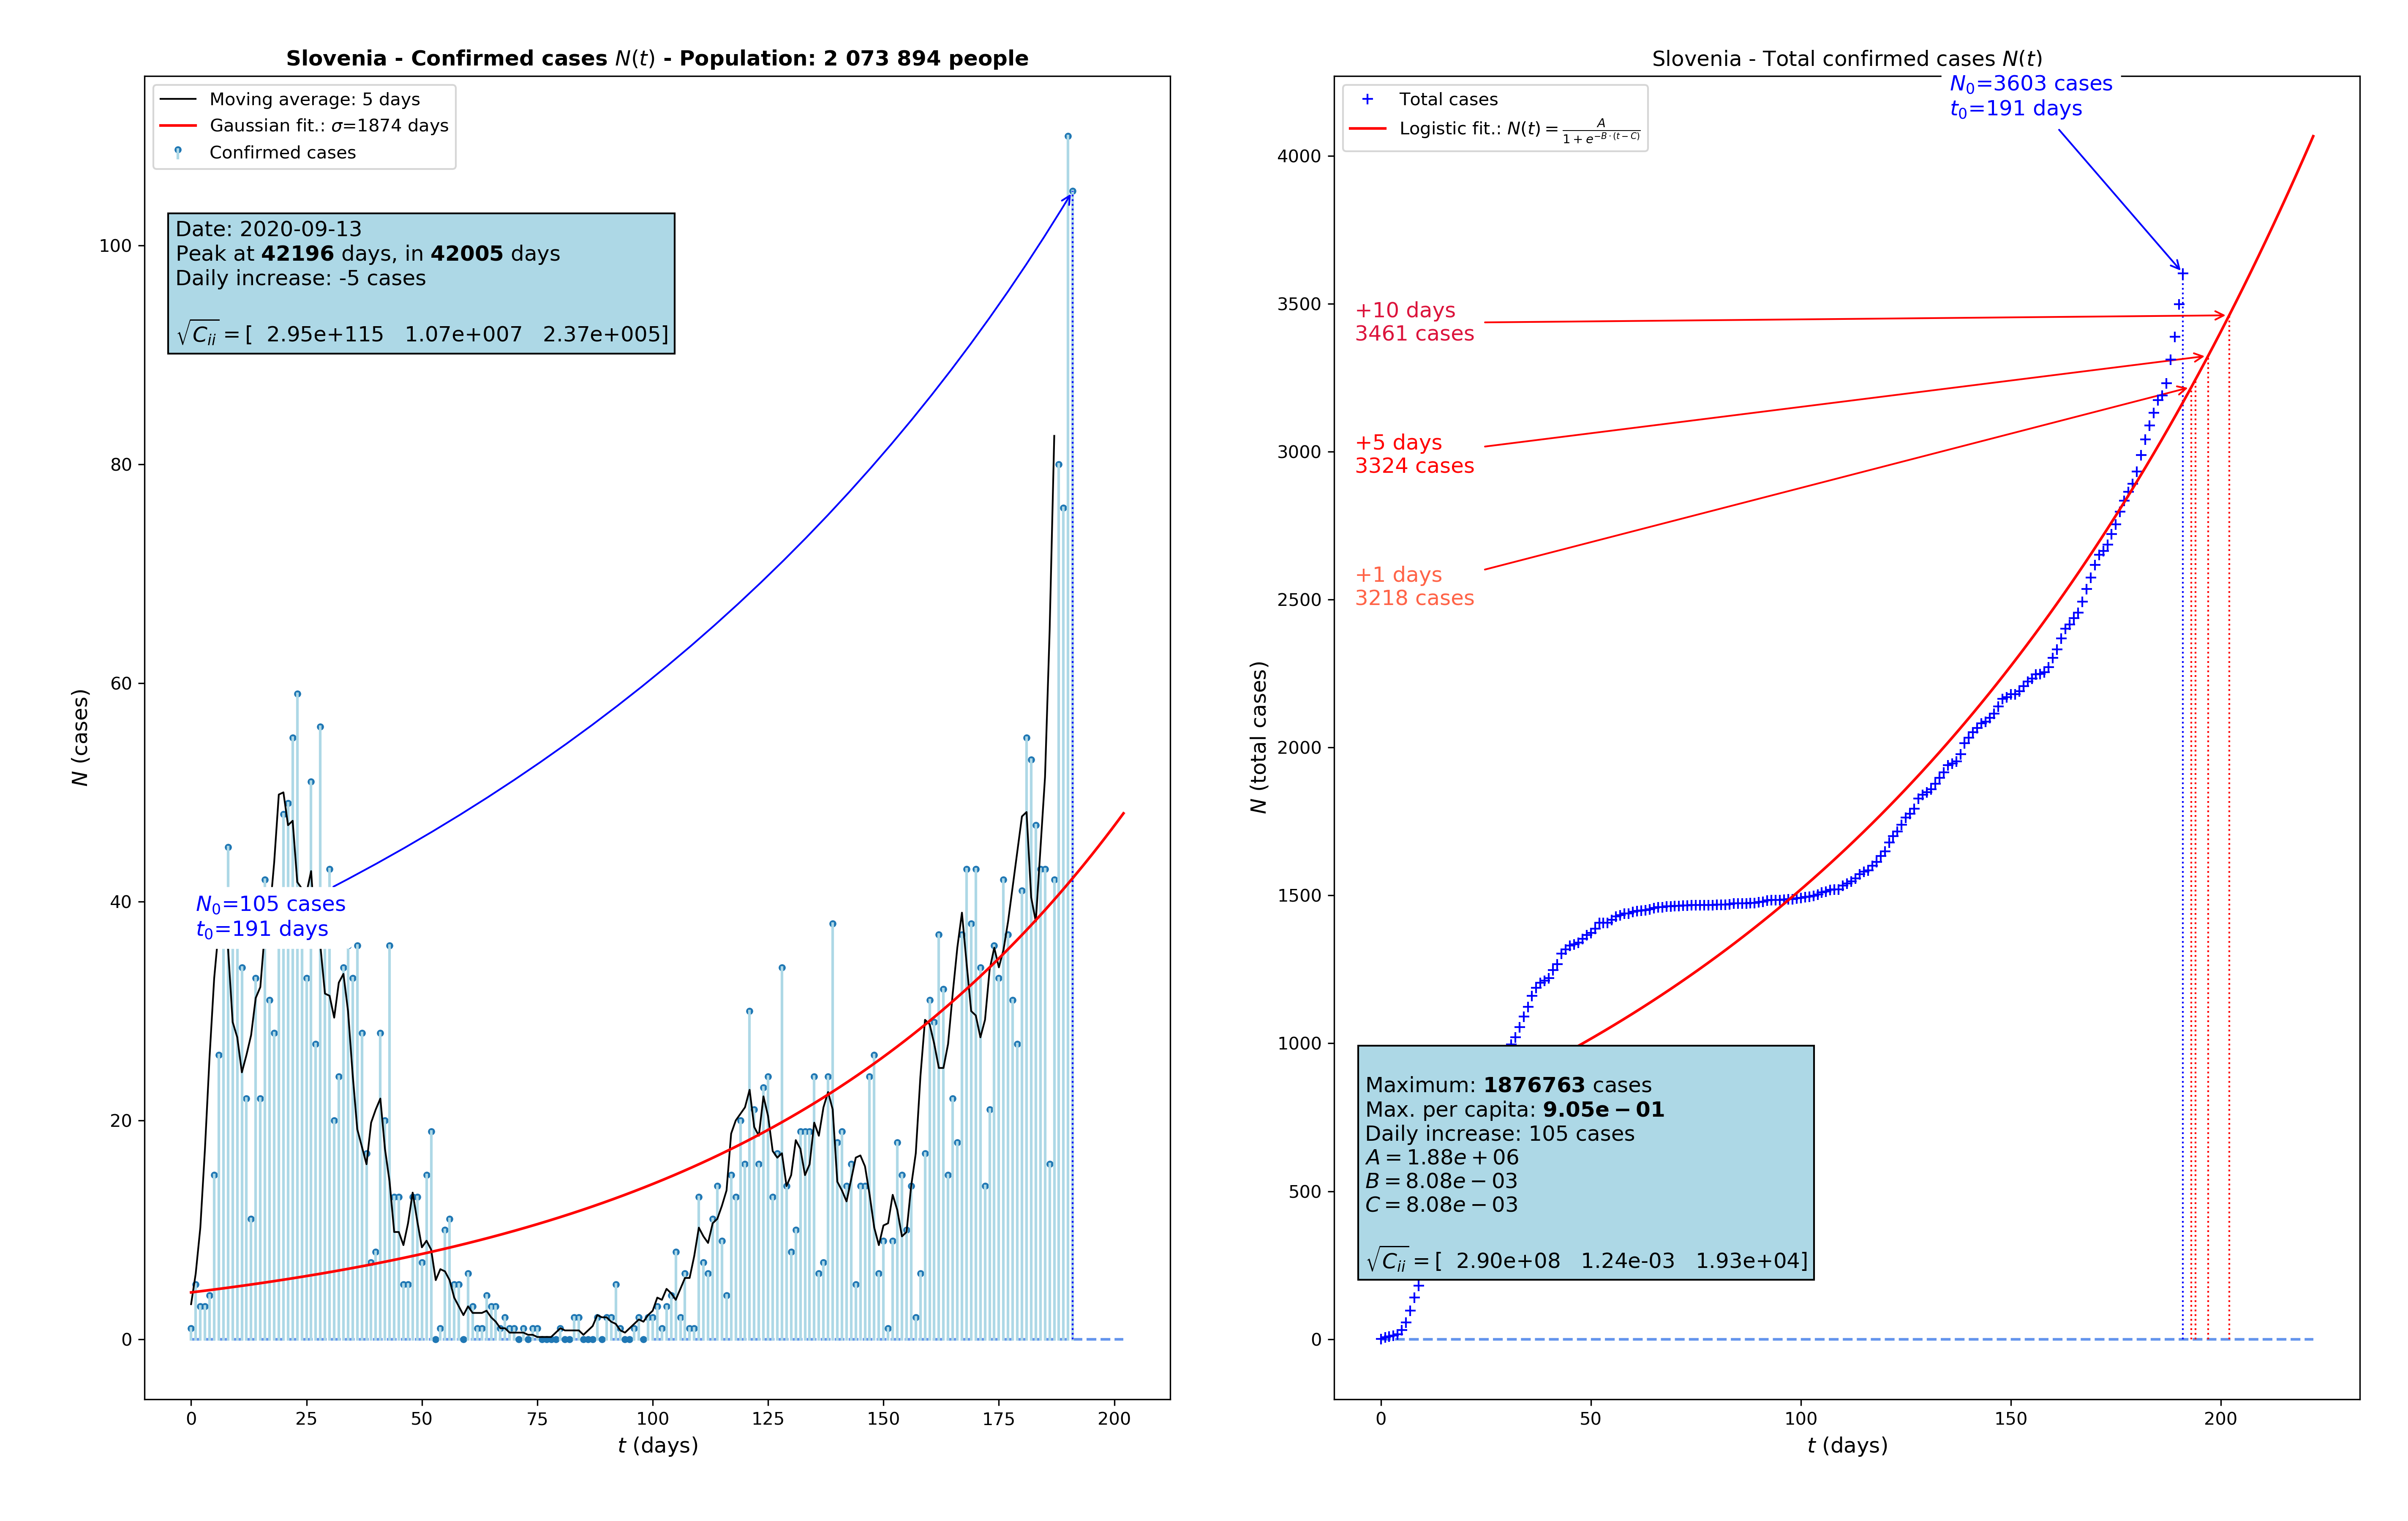 Slovenia - Confirmed cases N(t) - Population: 2 073 894 people
Moving average: 5 days
Gaussian fit.: σ=1874 days
Confirmed cases
Date: 2020-09-13
Peak at 42196 days, in 42005 days
Daily increase: -5 cases
√C_ii = [ 2.95e+115 1.07e+007 2.37e+005]
N_0=105 cases
t_0=191 days
100
80
60
40
20
0
N (cases)
0 25 50 75 100 125 150 175 200
t (days)
Slovenia - Total confirmed cases N(t)
N_0=3603 cases
t_0=191 days
Total cases
Logistic fit.: N(t) = A / (1 + e^{-B·(t-C)})
+10 days
3461 cases
+5 days
3324 cases
+1 days
3218 cases
Maximum: 1876763 cases
Max. per capita: 9.05e − 01
Daily increase: 105 cases
A = 1.88e + 06
B = 8.08e − 03
C = 8.08e − 03
√C_ii = [ 2.90e+08 1.24e-03 1.93e+04]
4000
3500
3000
2500
2000
1500
1000
500
0
N (total cases)
0 50 100 150 200
t (days)